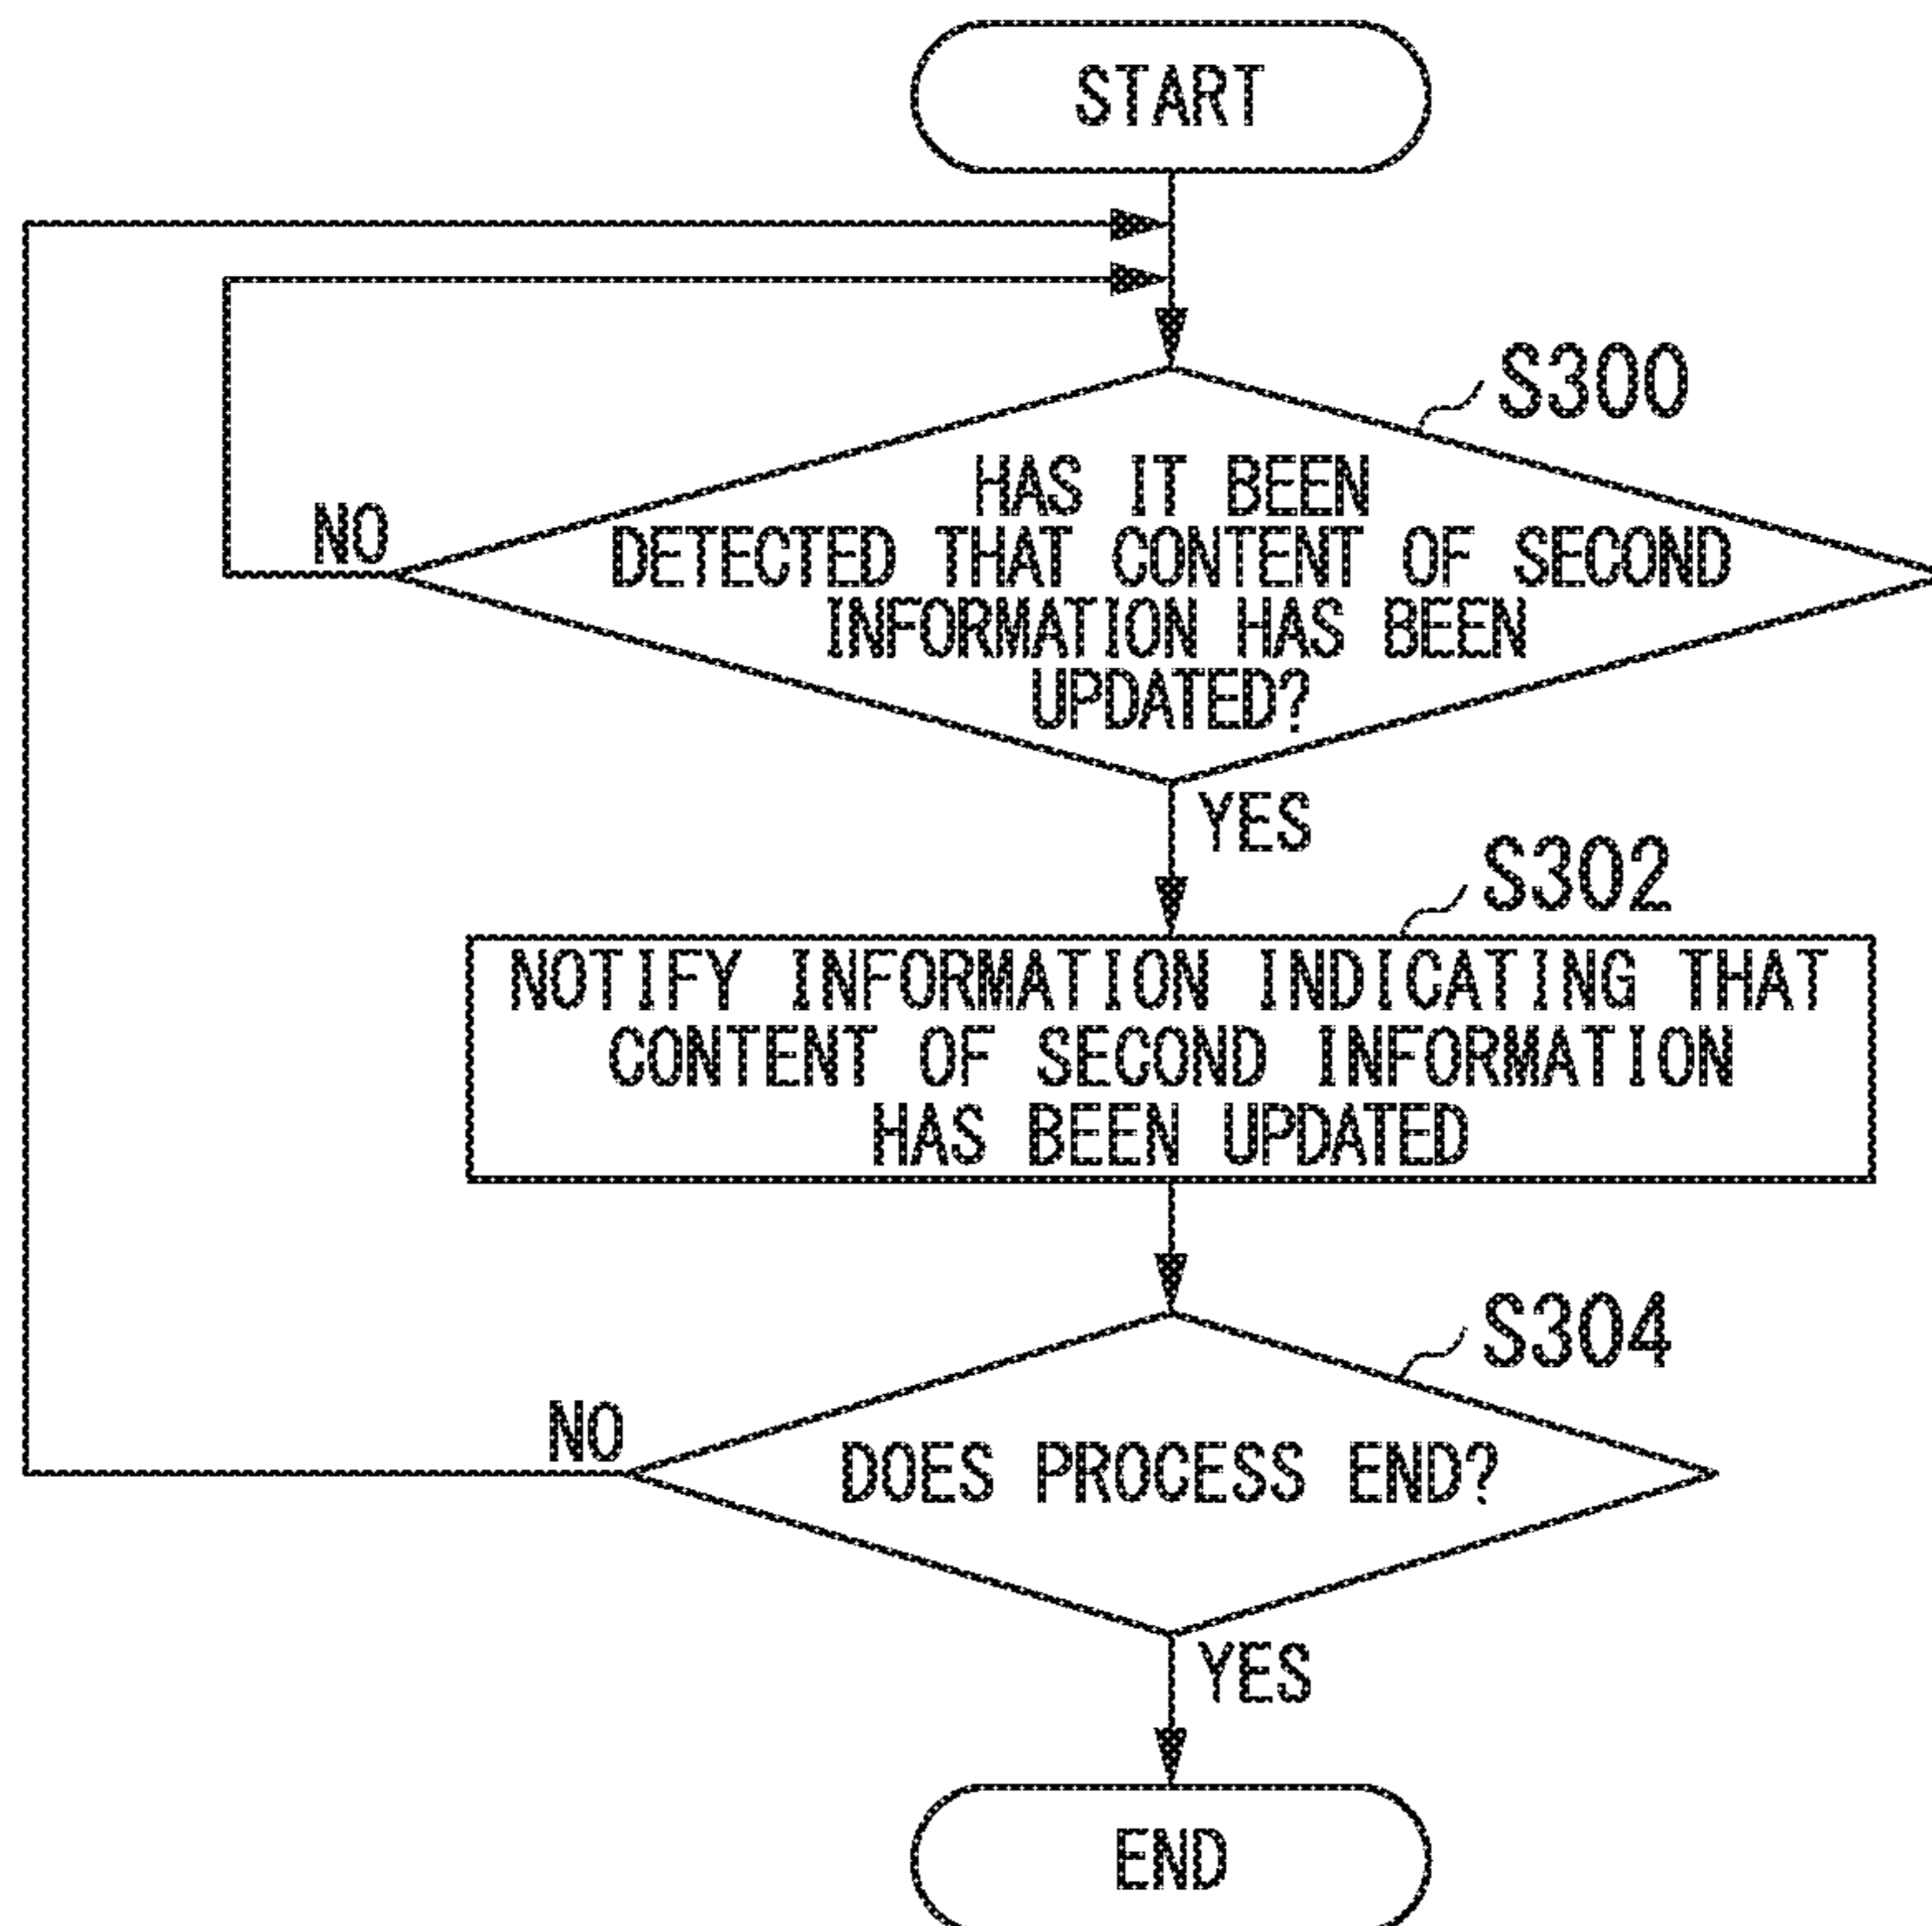 START
S300
HAS IT BEEN
DETECTED THAT CONTENT OF SECOND
INFORMATION HAS BEEN
UPDATED?
NO
YES
S302
NOTIFY INFORMATION INDICATING THAT
CONTENT OF SECOND INFORMATION
HAS BEEN UPDATED
S304
NO
DOES PROCESS END?
YES
END